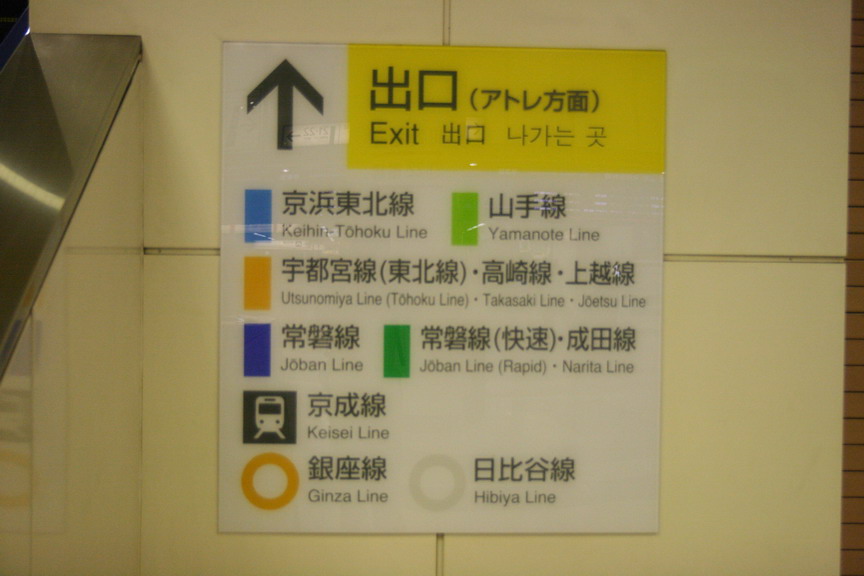 出口 (アトレ方面)
Exit 出口 나가는 곳
京浜東北線 山手線
Keihin-Tōhoku Line Yamanote Line
宇都宮線(東北線)・高崎線・上越線
Utsunomiya Line (Tōhoku Line)・Takasaki Line・Jōetsu Line
常磐線 常磐線(快速)・成田線
Jōban Line Jōban Line (Rapid)・Narita Line
京成線
Keisei Line
銀座線 日比谷線
Ginza Line Hibiya Line